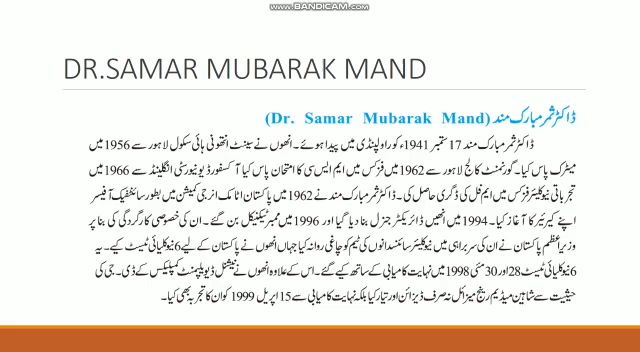 www.BANDICAM.com
DR.SAMAR MUBARAK MAND
ڈاکٹر ثمر مبارک مند (Dr. Samar Mubarak Mand)
ڈاکٹر ثمر مبارک مند 17 ستمبر 1941ء کو راولپنڈی میں پیدا ہوئے۔ انھوں نے سینٹ انتھونی ہائی سکول لاہور سے 1956 میں
میٹرک پاس کیا۔ گورنمنٹ کالج لاہور سے 1962 میں فزکس میں ایم ایس سی کا امتحان پاس کیا آکسفورڈ یونیورسٹی انگلینڈ سے 1966 میں
تجرباتی نیوکلیئر فزکس میں ایم فل کی ڈگری حاصل کی۔ ڈاکٹر ثمر مبارک مند نے 1962 میں پاکستان اٹامک انرجی کمیشن میں بطور سائنٹیفک آفیسر
اپنے کیرئیر کا آغاز کیا۔ 1994 میں انھیں ڈائریکٹر جنرل بنا دیا گیا اور 1996 میں ممبر ٹیکنیکل بن گئے۔ ان کی خصوصی کارگردگی کی بنا پر
وزیر اعظم پاکستان نے ان کی سربراہی میں نیوکلیئر سائنسدانوں کی ٹیم کو چاغی روانہ کیا جہاں انھوں نے پاکستان کے لیے 6 نیوکلیائی ٹیسٹ کیے۔ یہ
6 نیوکلیائی ٹیسٹ 28 اور 30 مئی 1998 میں نہایت کامیابی کے ساتھ کیے گئے۔ اس کے علاوہ انھوں نے نیشنل ڈویلپمنٹ کمپلیکس کے ڈی۔ جی کی
حیثیت سے شاہین میڈیم رینج میزائل نہ صرف ڈیزائن اور تیار کیا بلکہ نہایت کامیابی سے 15 اپریل 1999 کو ان کا تجربہ بھی کیا۔